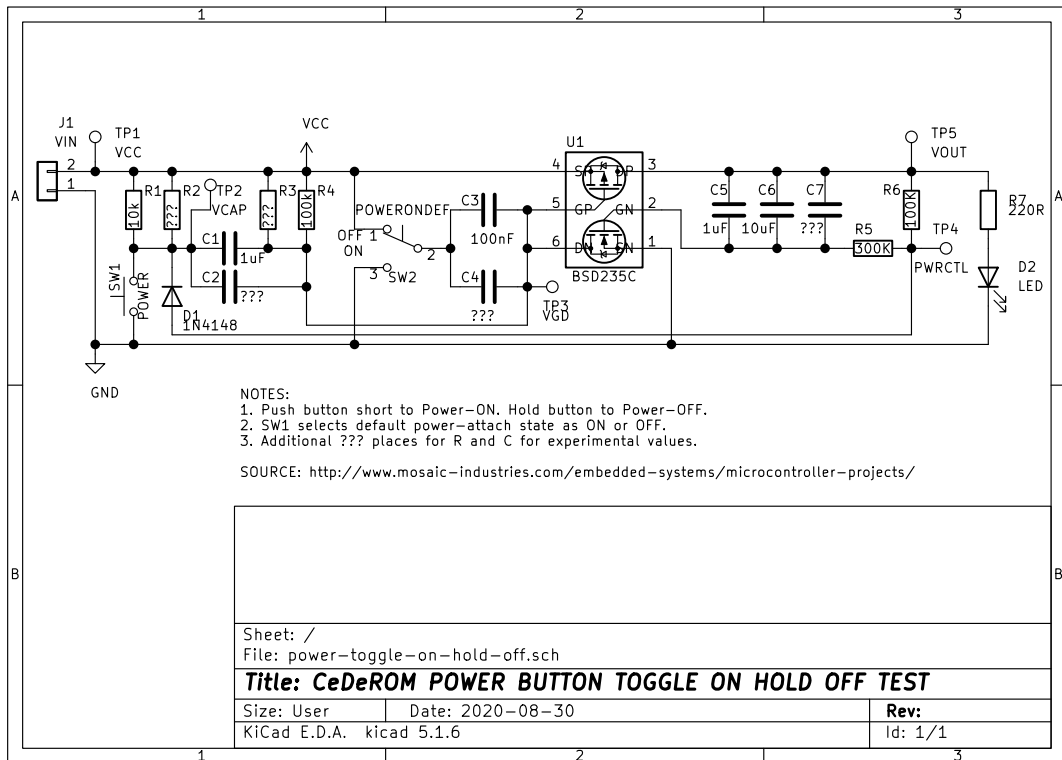 1 2 3
A A
J1
VIN
2
1
TP1
VCC
VCC
R1
10k
R2
???
TP2
VCAP
R3
???
R4
100k
C1
1uF
C2
???
SW1
POWER
D1
1N4148
GND
POWERONDEF
OFF 1
ON
2
3
SW2
C3
100nF
C4
???
TP3
VGD
U1
4 SP DP 3
5 GP GN 2
6 DN SN 1
BSD235C
C5
1uF
C6
10uF
C7
???
R5
300K
R6
100K
TP5
VOUT
TP4
PWRCTL
R7
220R
D2
LED
NOTES:
1. Push button short to Power-ON. Hold button to Power-OFF.
2. SW1 selects default power-attach state as ON or OFF.
3. Additional ??? places for R and C for experimental values.
SOURCE: http://www.mosaic-industries.com/embedded-systems/microcontroller-projects/
B B
Sheet: /
File: power-toggle-on-hold-off.sch
Title: CeDeROM POWER BUTTON TOGGLE ON HOLD OFF TEST
Size: User Date: 2020-08-30 Rev:
KiCad E.D.A. kicad 5.1.6 Id: 1/1
1 2 3